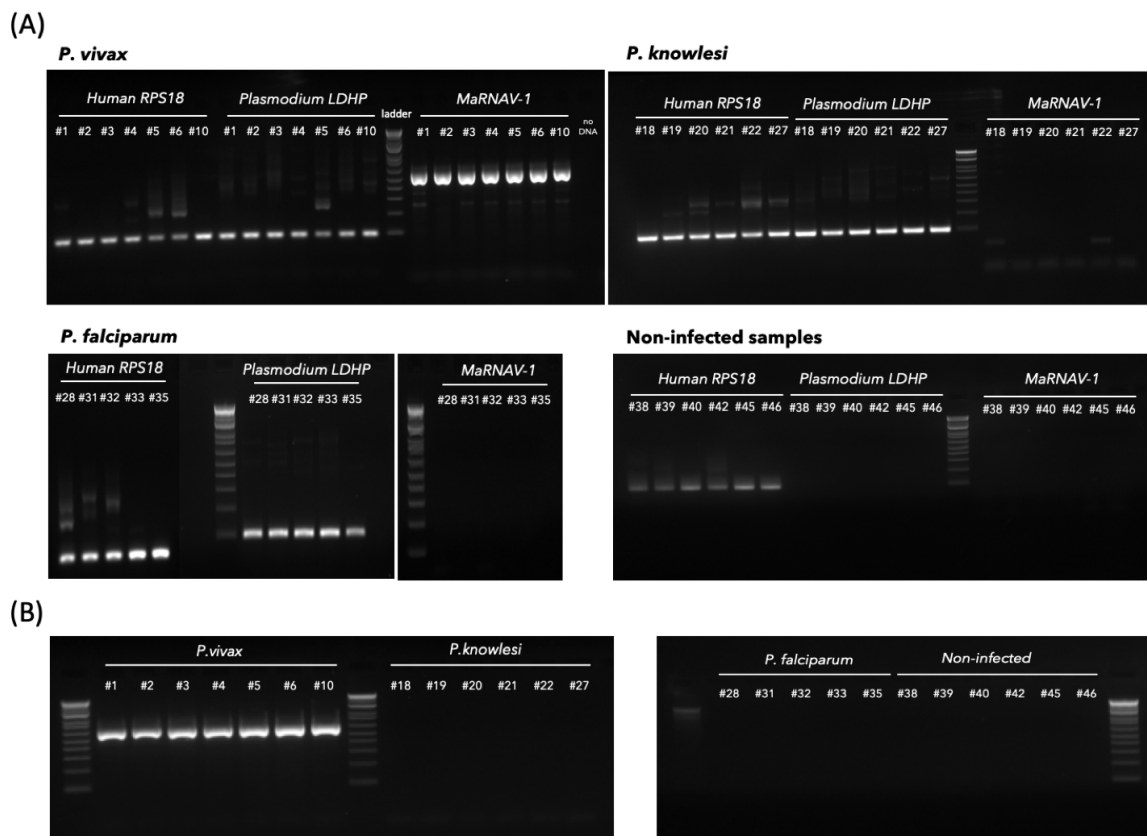 (A)
P. vivax
Human RPS18 Plasmodium LDHP MaRNAV-1
ladder
no
DNA
#1 #2 #3 #4 #5 #6 #10 #1 #2 #3 #4 #5 #6 #10 #1 #2 #3 #4 #5 #6 #10
P. knowlesi
Human RPS18 Plasmodium LDHP MaRNAV-1
#18 #19 #20 #21 #22 #27 #18 #19 #20 #21 #22 #27 #18 #19 #20 #21 #22 #27
P. falciparum
Human RPS18 Plasmodium LDHP MaRNAV-1
#28 #31 #32 #33 #35 #28 #31 #32 #33 #35 #28 #31 #32 #33 #35
Non-infected samples
Human RPS18 Plasmodium LDHP MaRNAV-1
#38 #39 #40 #42 #45 #46 #38 #39 #40 #42 #45 #46 #38 #39 #40 #42 #45 #46
(B)
P.vivax P.knowlesi
#1 #2 #3 #4 #5 #6 #10 #18 #19 #20 #21 #22 #27
P. falciparum Non-infected
#28 #31 #32 #33 #35 #38 #39 #40 #42 #45 #46